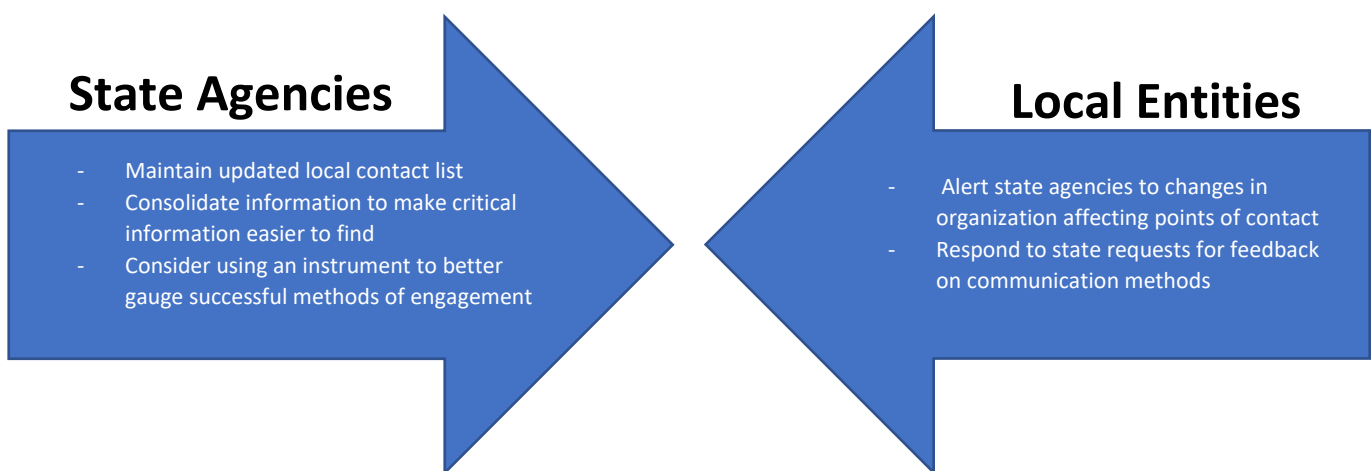 State Agencies
- Maintain updated local contact list
- Consolidate information to make critical
information easier to find
- Consider using an instrument to better
gauge successful methods of engagement
Local Entities
- Alert state agencies to changes in
organization affecting points of contact
- Respond to state requests for feedback
on communication methods